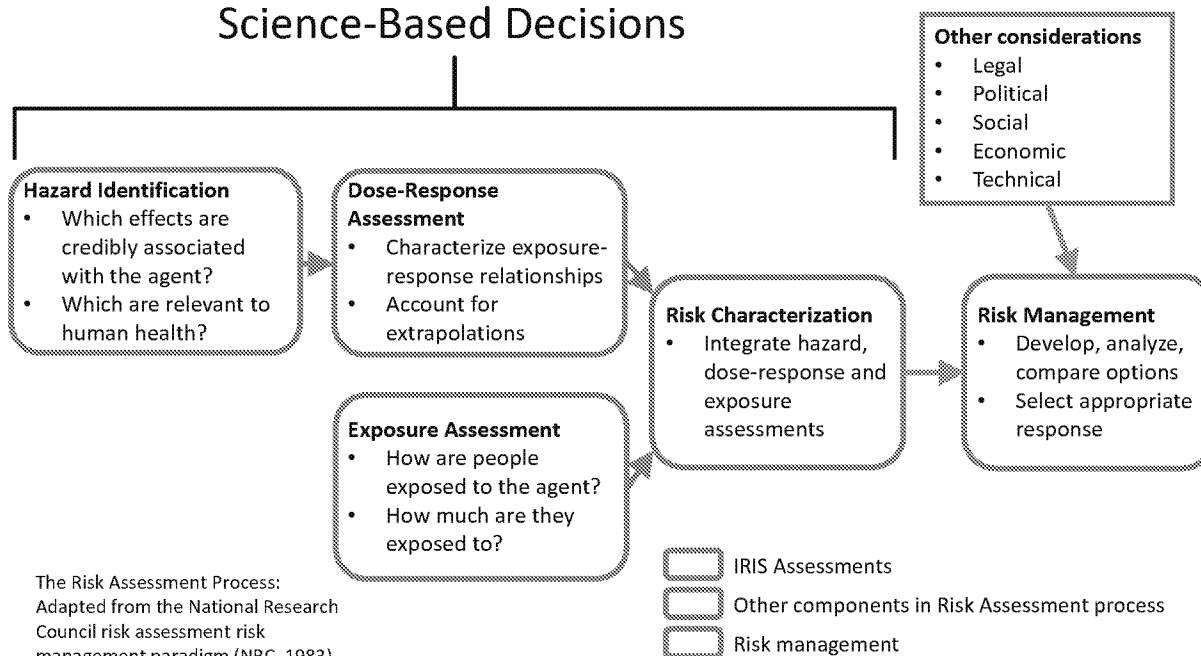 Science-Based Decisions
Other considerations
• Legal
• Political
• Social
• Economic
• Technical
Hazard Identification
• Which effects are
credibly associated
with the agent?
• Which are relevant to
human health?
Dose-Response
Assessment
• Characterize exposure-
response relationships
• Account for
extrapolations
Exposure Assessment
• How are people
exposed to the agent?
• How much are they
exposed to?
Risk Characterization
• Integrate hazard,
dose-response and
exposure
assessments
Risk Management
• Develop, analyze,
compare options
• Select appropriate
response
The Risk Assessment Process:
Adapted from the National Research
Council risk assessment risk
management paradigm (NRC, 1983)
IRIS Assessments
Other components in Risk Assessment process
Risk management